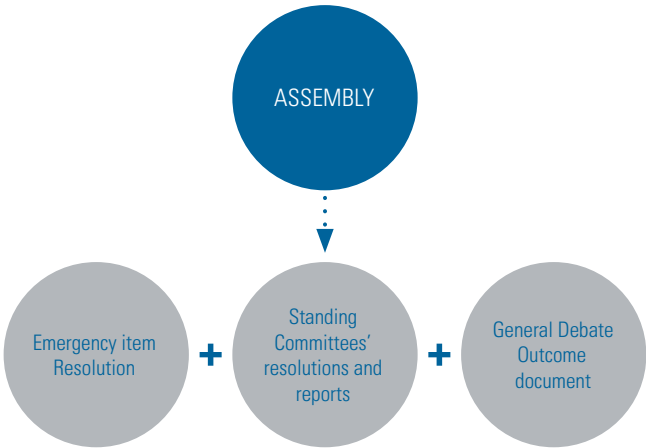 ASSEMBLY
Emergency item
Resolution
+
Standing
Committees’
resolutions and
reports
+
General Debate
Outcome
document